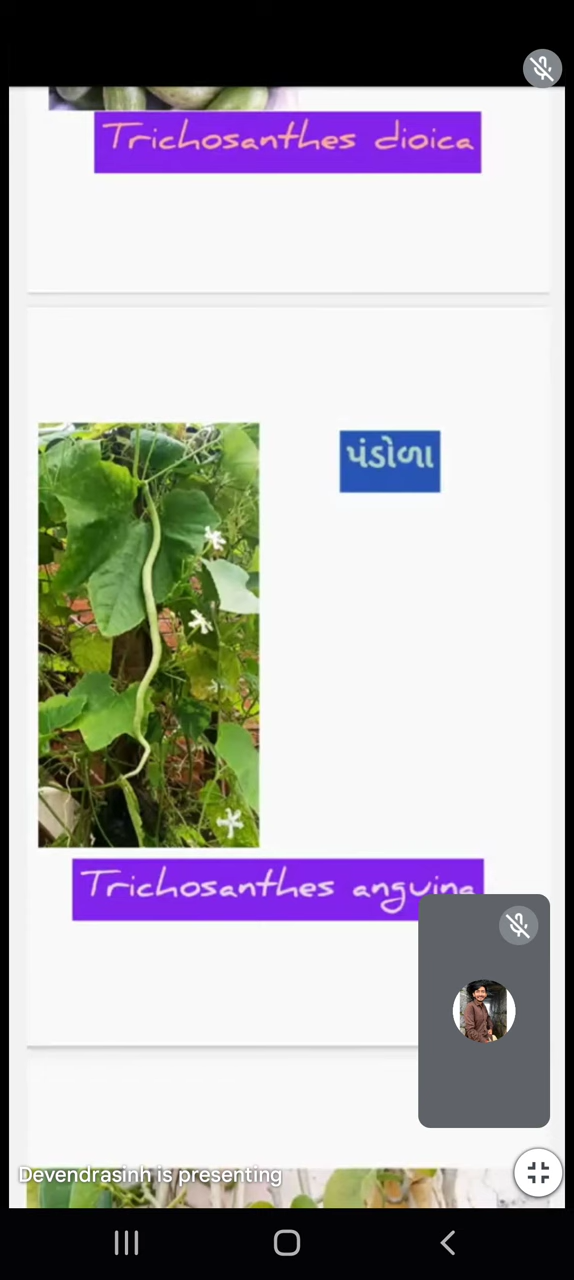 Trichosanthes dioica
પંડોળા
Trichosanthes anguina
Devendrasinh is presenting